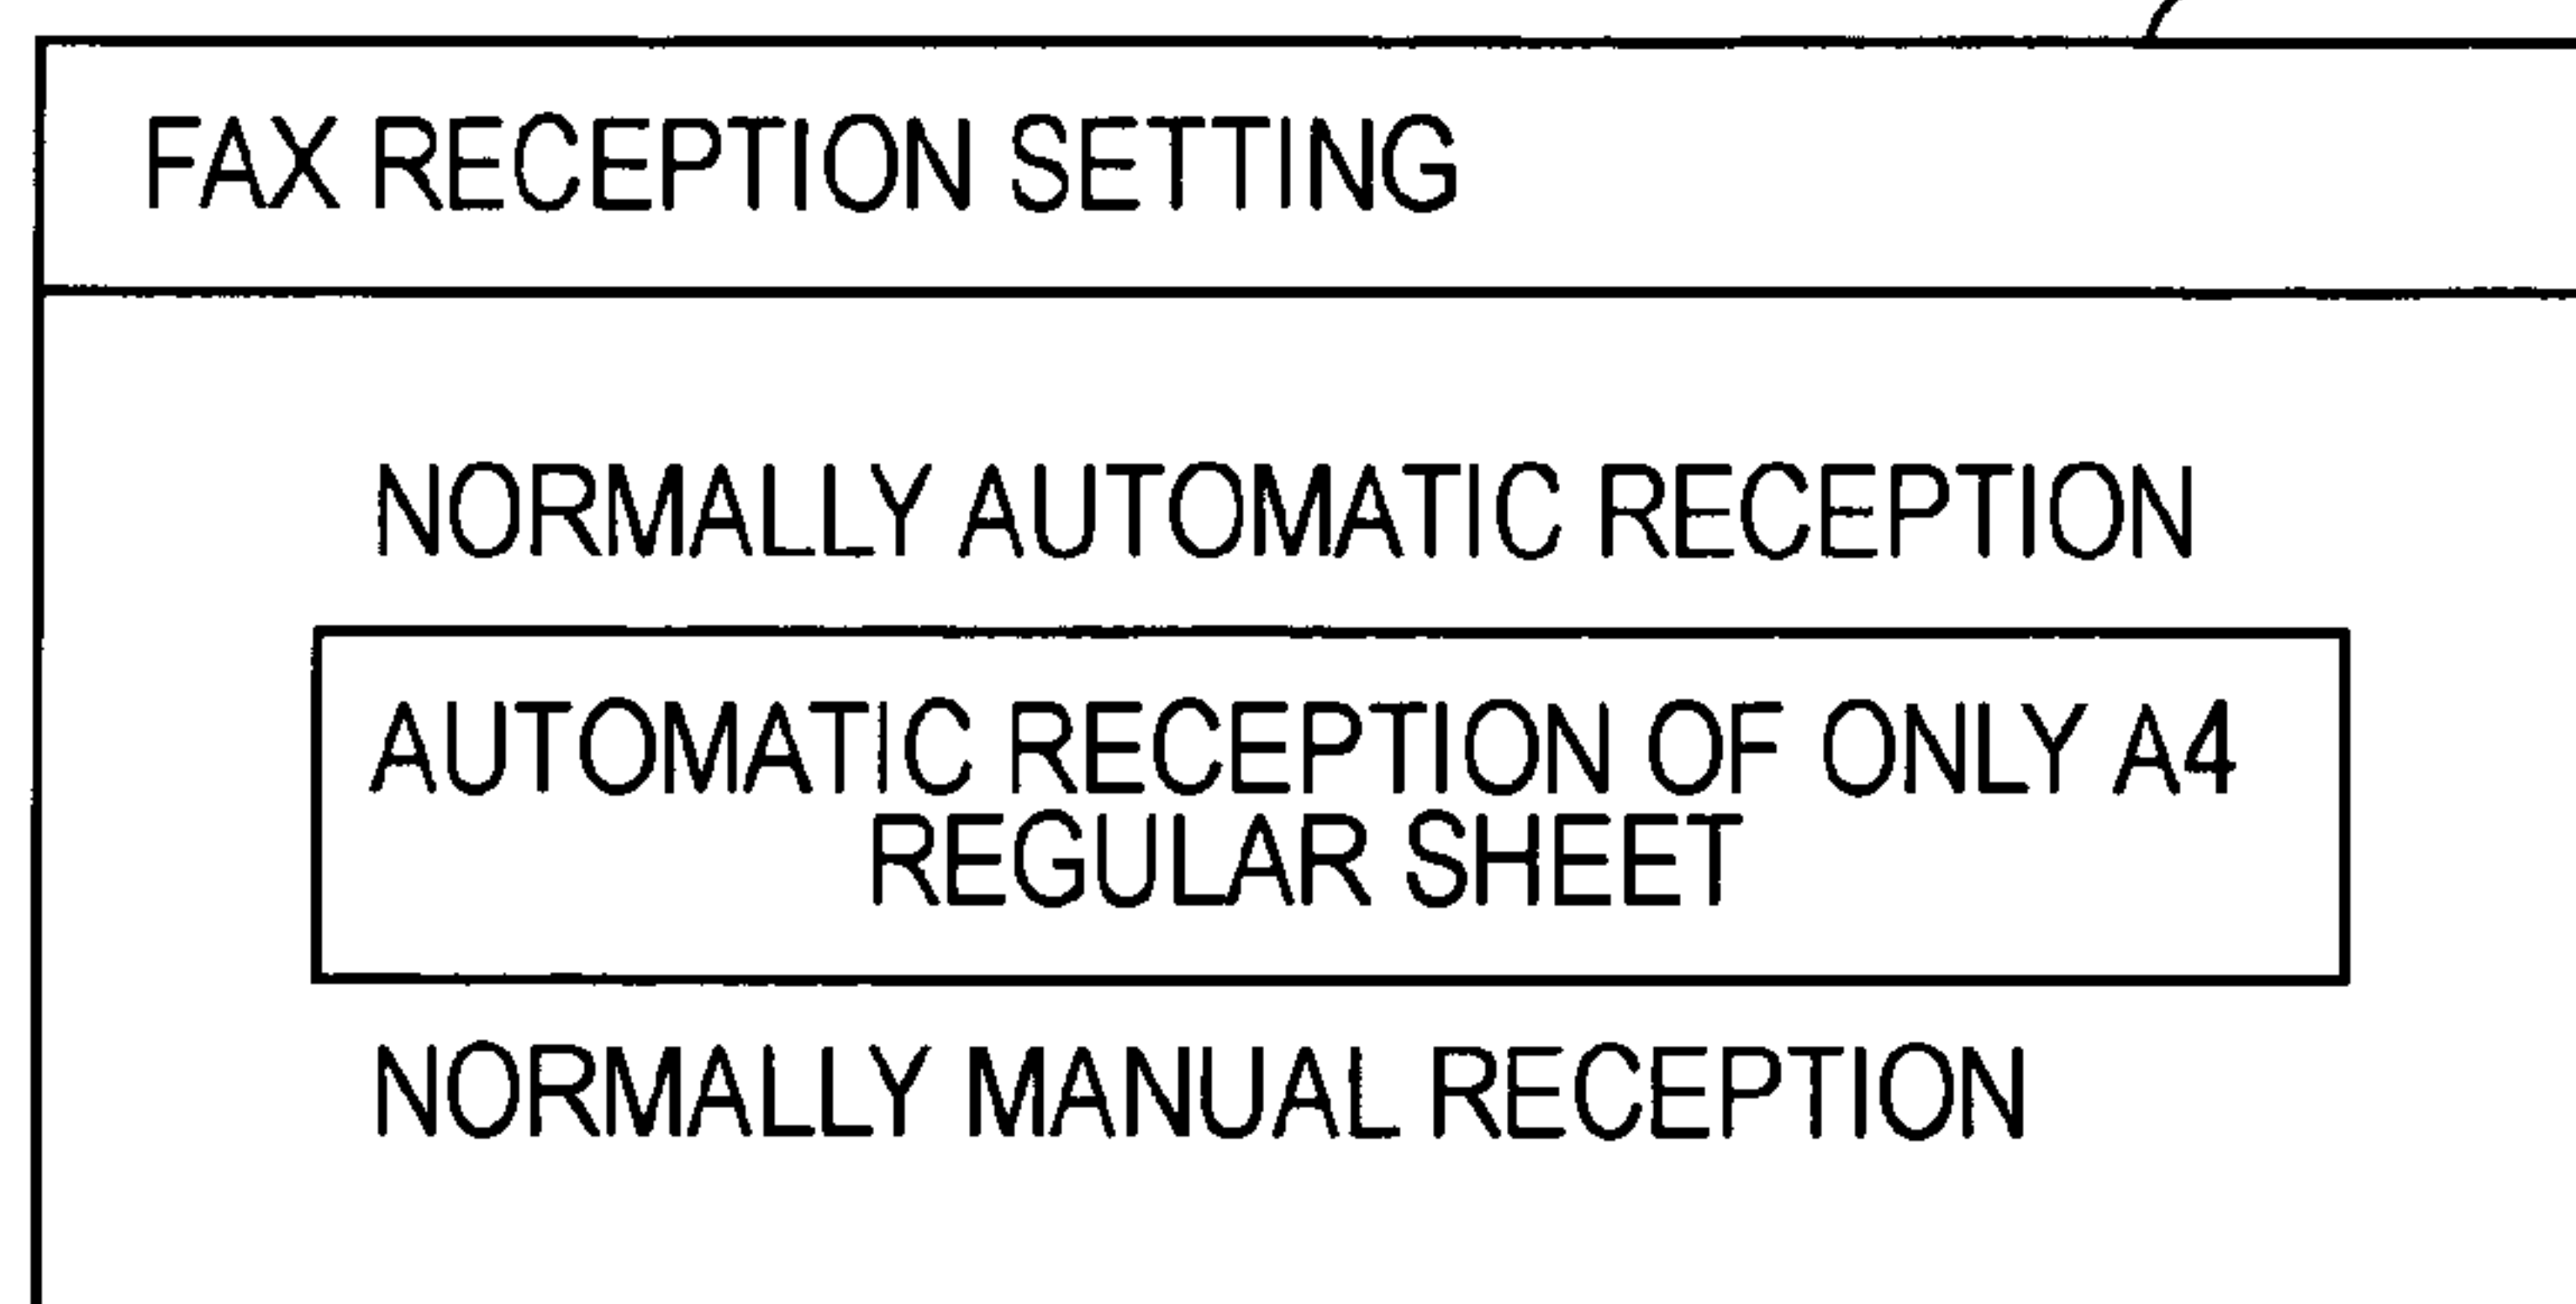 FAX RECEPTION SETTING
NORMALLY AUTOMATIC RECEPTION
AUTOMATIC RECEPTION OF ONLY A4
REGULAR SHEET
NORMALLY MANUAL RECEPTION